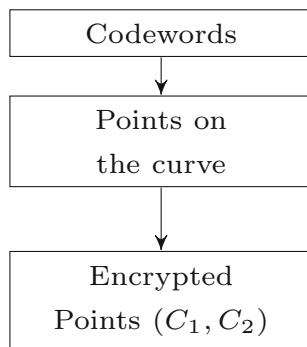 Codewords
Points on
the curve
Encrypted
Points (C₁, C₂)